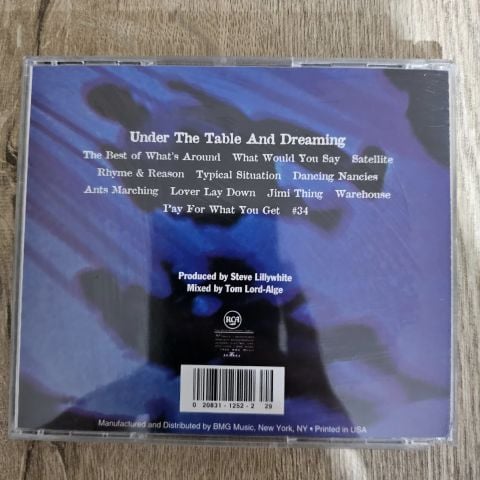 Under The Table And Dreaming
The Best of What's Around What Would You Say Satellite
Rhyme & Reason Typical Situation Dancing Nancies
Ants Marching Lover Lay Down Jimi Thing Warehouse
Pay For What You Get #34
Produced by Steve Lillywhite
Mixed by Tom Lord-Alge
RCA
0 20831-1252-2 29
Manufactured and Distributed by BMG Music, New York, NY • Printed in USA